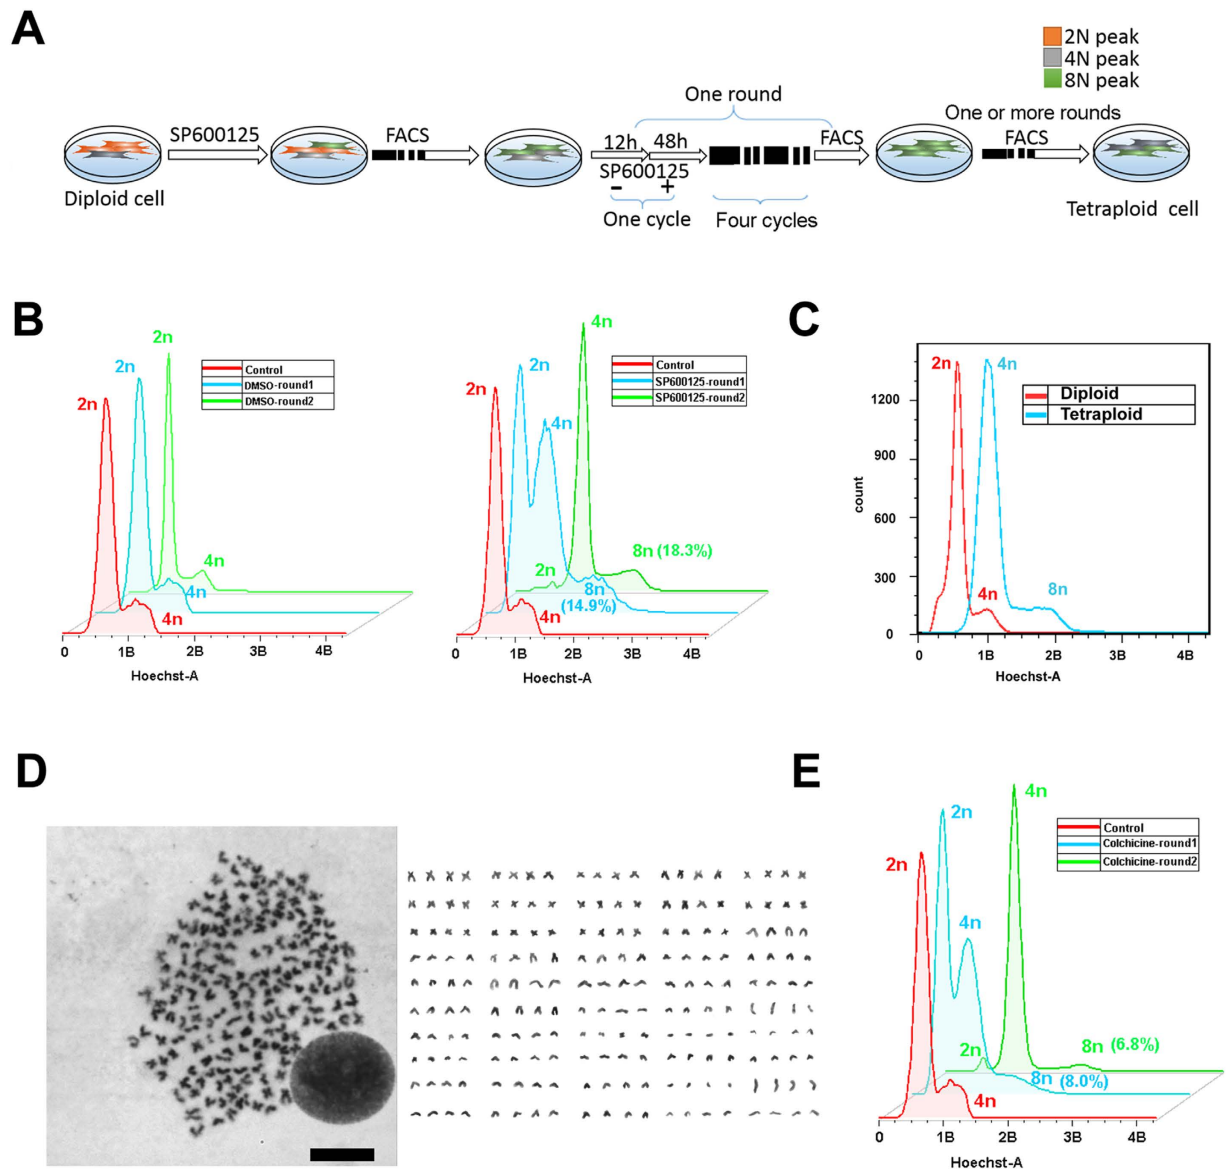 A
2N peak
4N peak
8N peak
One round
One or more rounds
SP600125
FACS
12h
48h
FACS
FACS
SP600125
-
+
Diploid cell
One cycle
Four cycles
Tetraploid cell
B
2n
2n
2n
4n
4n
4n
Control
DMSO-round1
DMSO-round2
0
1B
2B
3B
4B
Hoechst-A
2n
2n
4n
4n
Control
SP600125-round1
SP600125-round2
2n
8n (18.3%)
8n
(14.9%)
4n
0
1B
2B
3B
4B
Hoechst-A
C
2n
4n
Diploid
Tetraploid
4n
8n
1200
900
600
300
0
count
0
1B
2B
3B
4B
Hoechst-A
D
E
4n
2n
2n
4n
Control
Colchicine-round1
Colchicine-round2
2n
8n (6.8%)
8n (8.0%)
4n
0
1B
2B
3B
4B
Hoechst-A